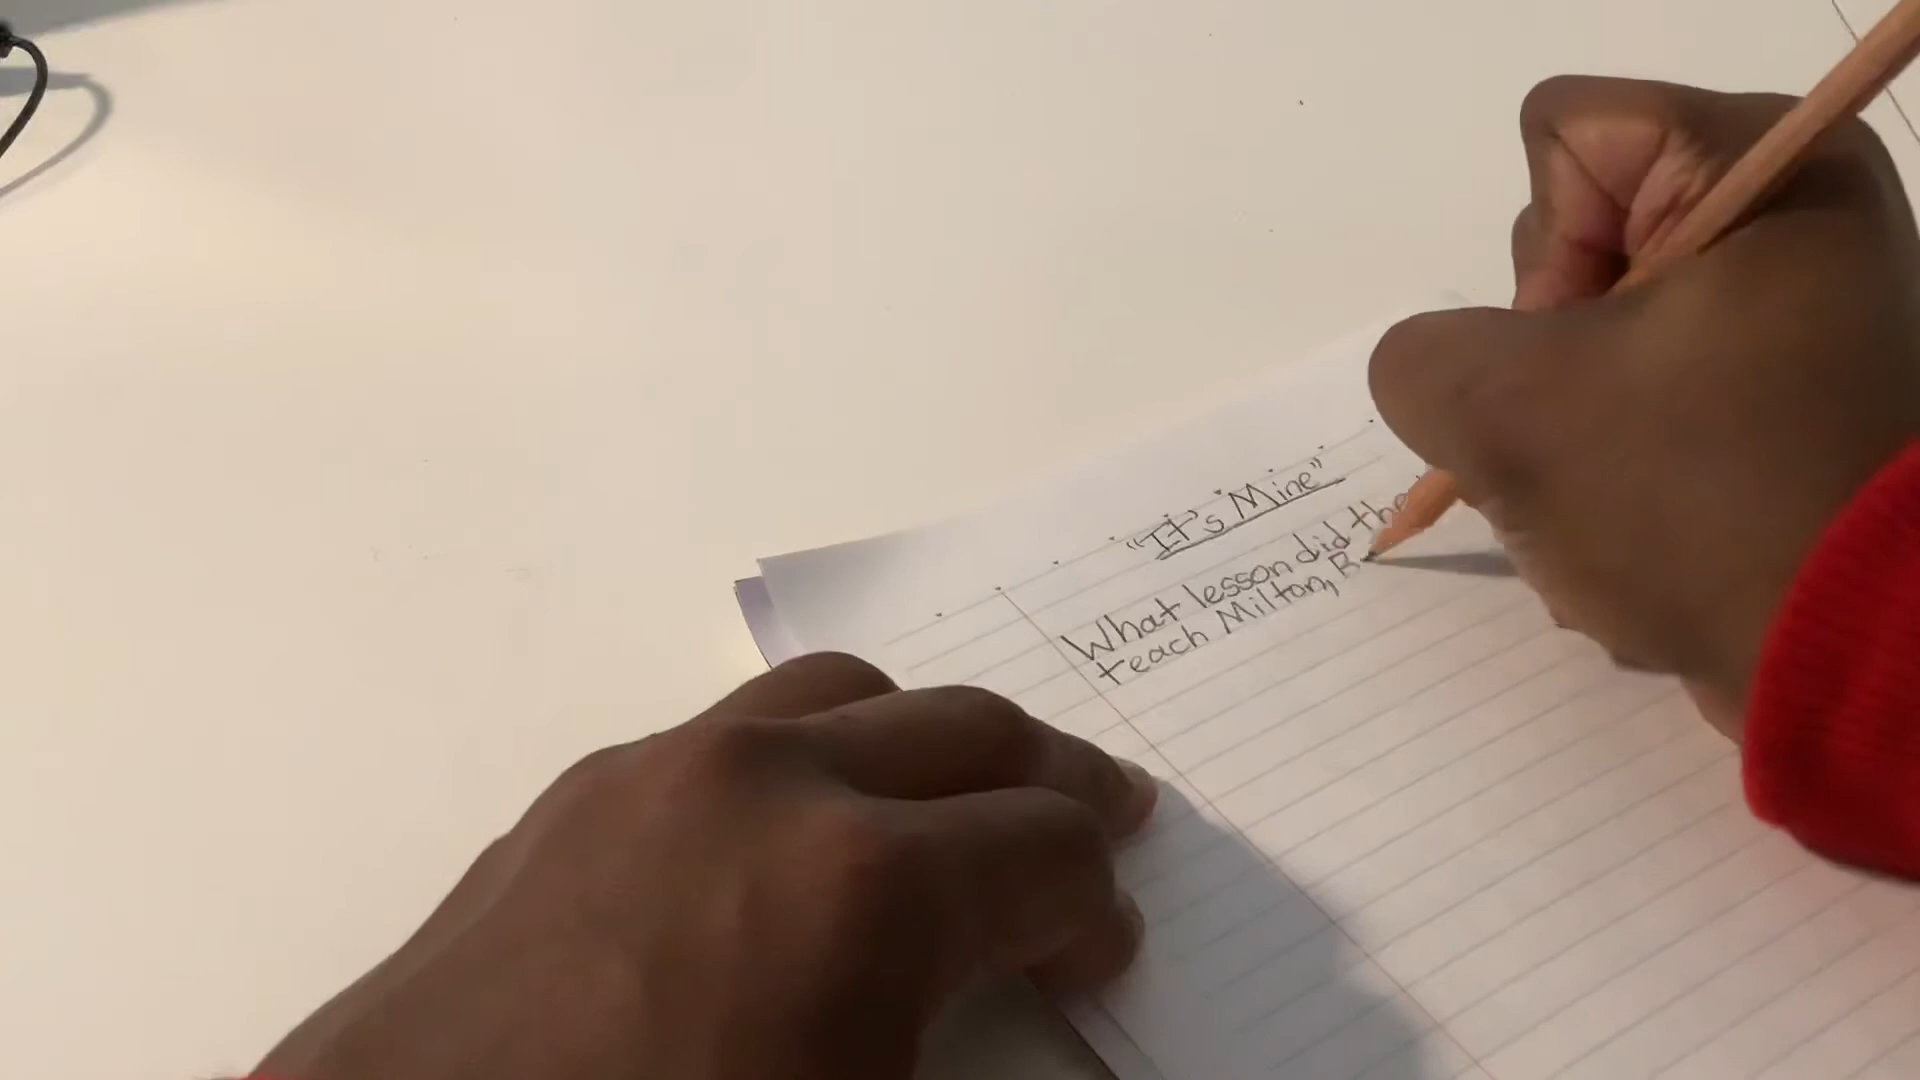 "It's Mine"
What lesson did the
teach Milton, R